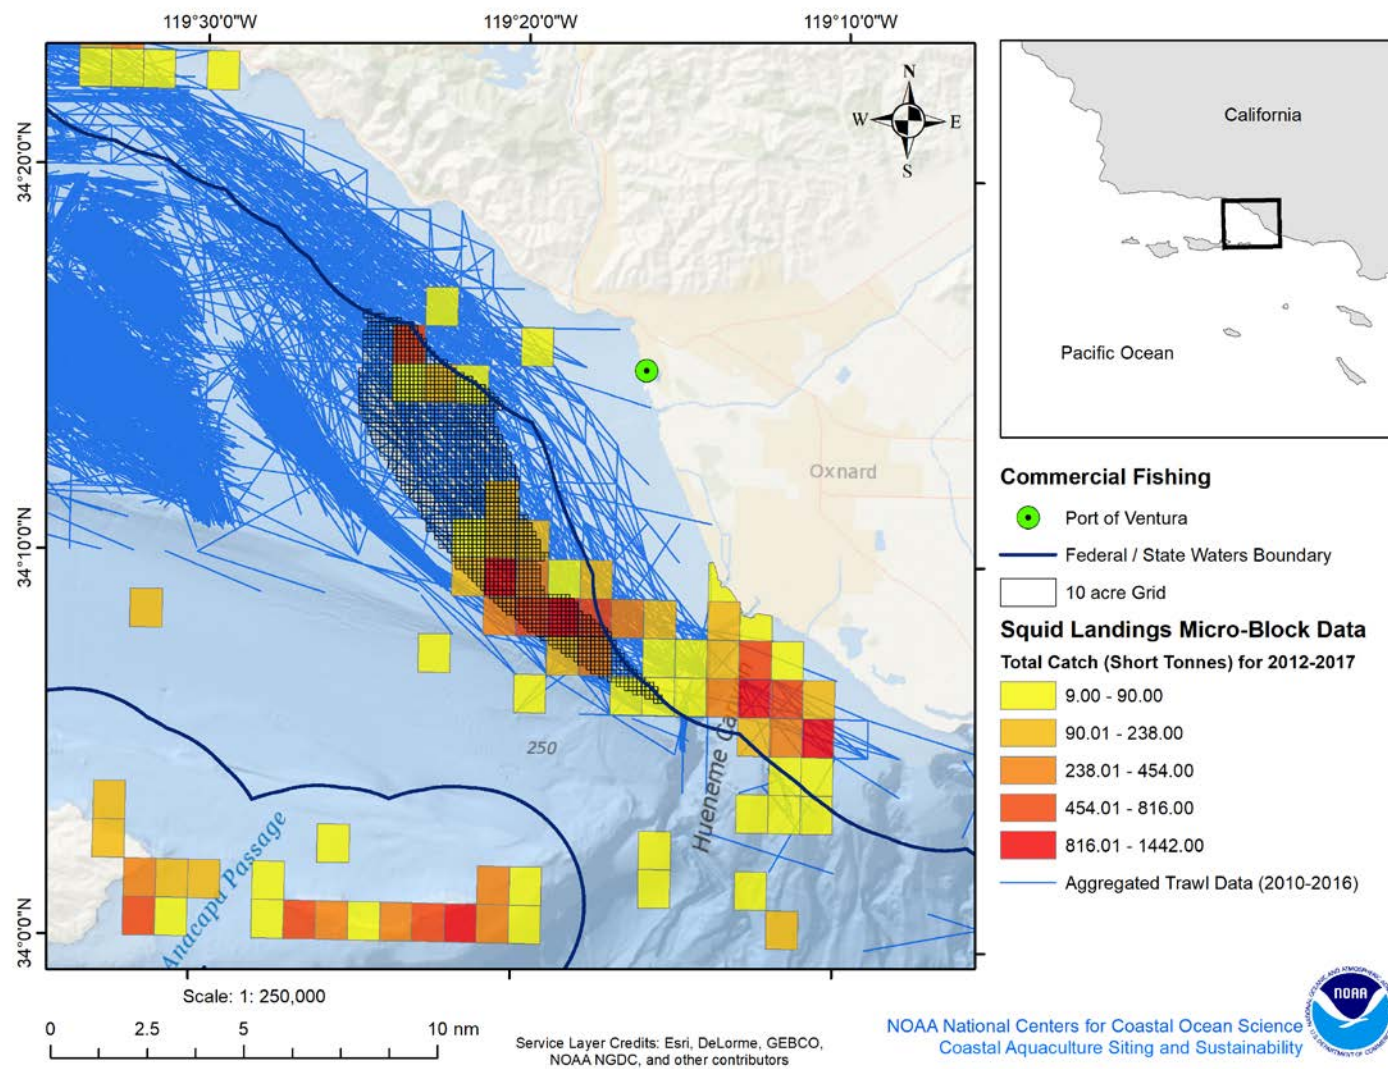 119°30'0"W
119°20'0"W
119°10'0"W
34°20'0"N
34°10'0"N
34°0'0"N
N
W
E
S
Oxnard
250
Hueneme
Anacapa Passage
California
Pacific Ocean
Commercial Fishing
Port of Ventura
Federal / State Waters Boundary
10 acre Grid
Squid Landings Micro-Block Data
Total Catch (Short Tonnes) for 2012-2017
9.00 - 90.00
90.01 - 238.00
238.01 - 454.00
454.01 - 816.00
816.01 - 1442.00
Aggregated Trawl Data (2010-2016)
Scale: 1: 250,000
0 2.5 5 10 nm
Service Layer Credits: Esri, DeLorme, GEBCO,
NOAA NGDC, and other contributors
NOAA National Centers for Coastal Ocean Science
Coastal Aquaculture Siting and Sustainability
NOAA